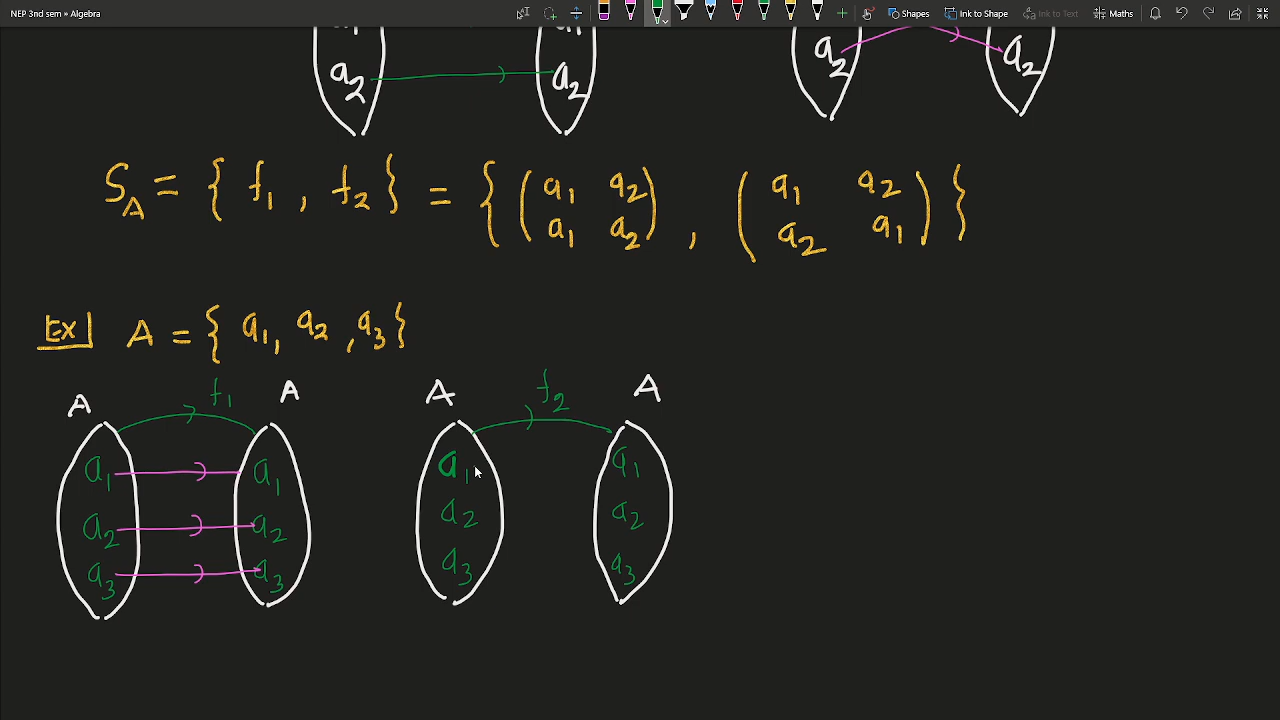 NEP 3nd sem » Algebra
Shapes Ink to Shape Ink to Text Maths
a₂ a₂ a₂ a₂
S_A = { f₁ , f₂ } = { ( a₁ a₂
a₁ a₂ ) , ( a₁ a₂
a₂ a₁ ) }
Ex] A = { a₁, a₂ , a₃ }
A f₁ A A f₂ A
a₁ a₁ a₁ a₁
a₂ a₂ a₂ a₂
a₃ a₃ a₃ a₃